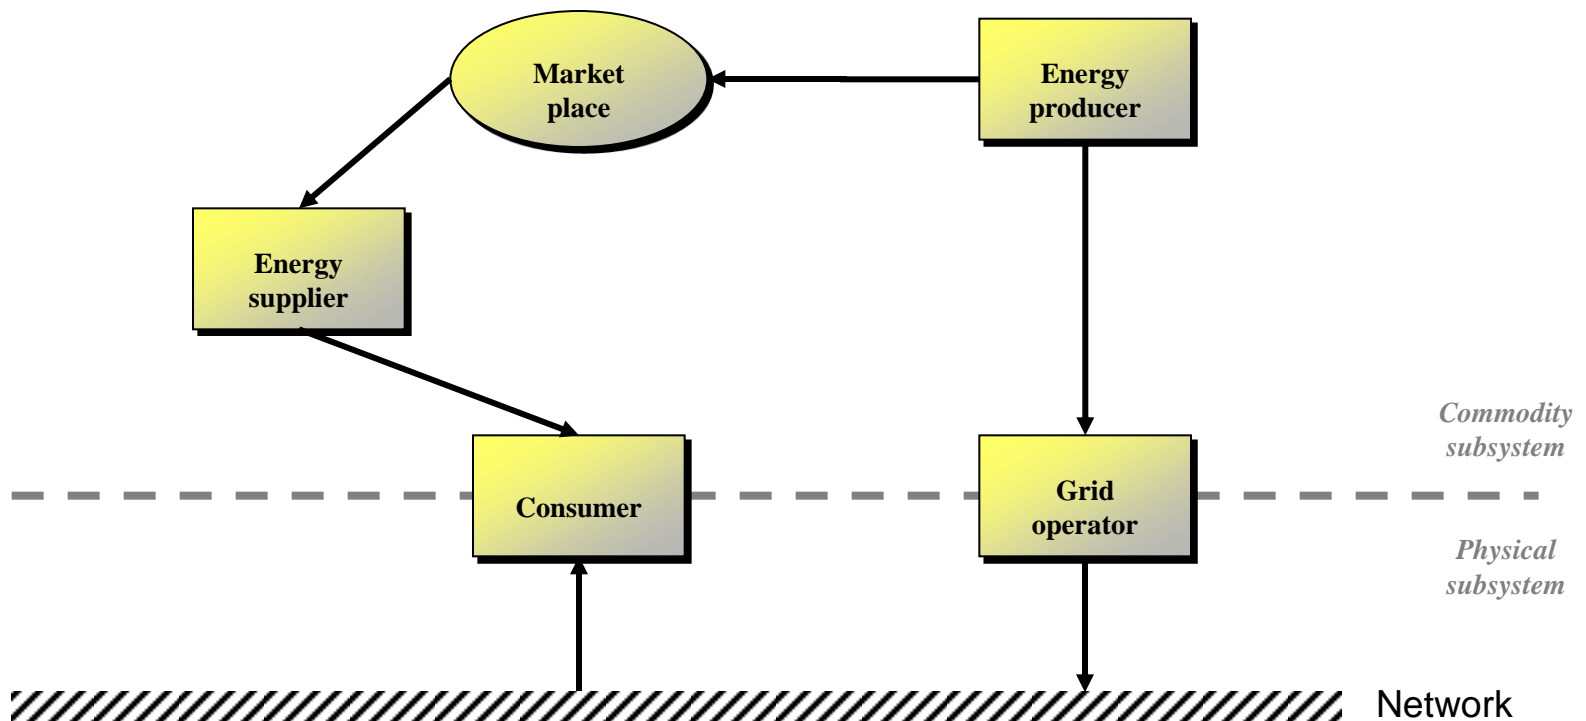 Market
place
Energy
producer
Energy
supplier
Commodity
subsystem
Consumer
Grid
operator
Physical
subsystem
Network